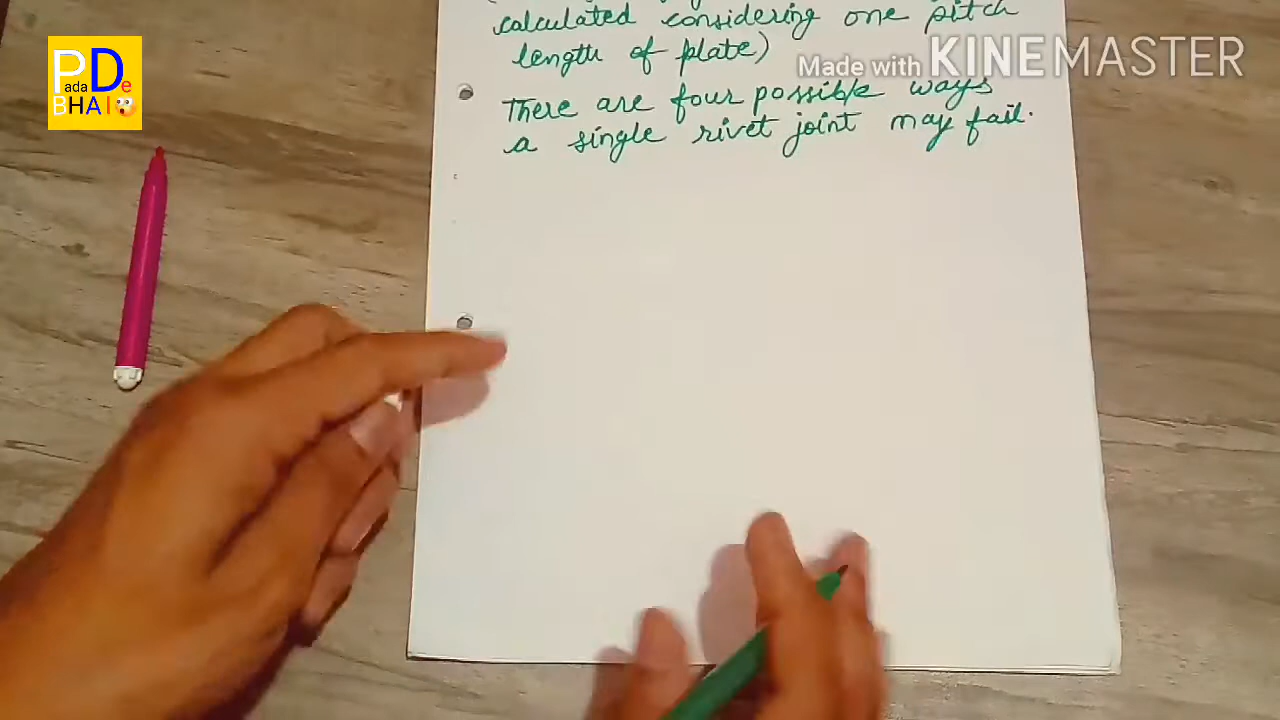 calculated considering one pitch
length of plate)
There are four possible ways
a single rivet joint may fail.
Made with KINEMASTER
PADA De
BHAI